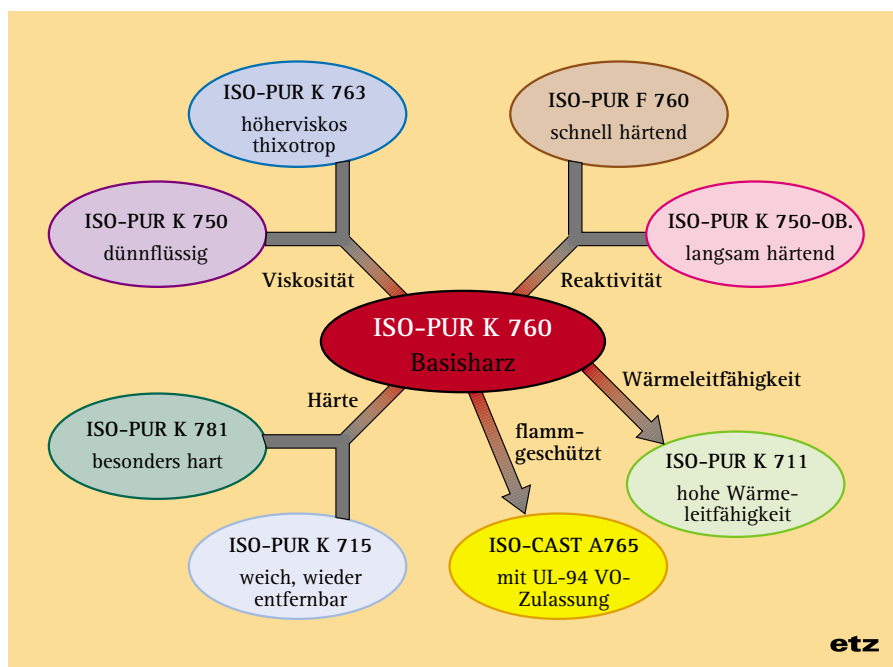 ISO-PUR K 763
höherviskos
thixotrop
ISO-PUR F 760
schnell härtend
ISO-PUR K 750
dünnflüssig
ISO-PUR K 750-OB.
langsam härtend
Viskosität
Reaktivität
ISO-PUR K 760
Basisharz
Wärmeleitfähigkeit
Härte
flamm-
geschützt
ISO-PUR K 781
besonders hart
ISO-PUR K 711
hohe Wärme-
leitfähigkeit
ISO-PUR K 715
weich, wieder
entfernbar
ISO-CAST A765
mit UL-94 VO-
Zulassung
etz